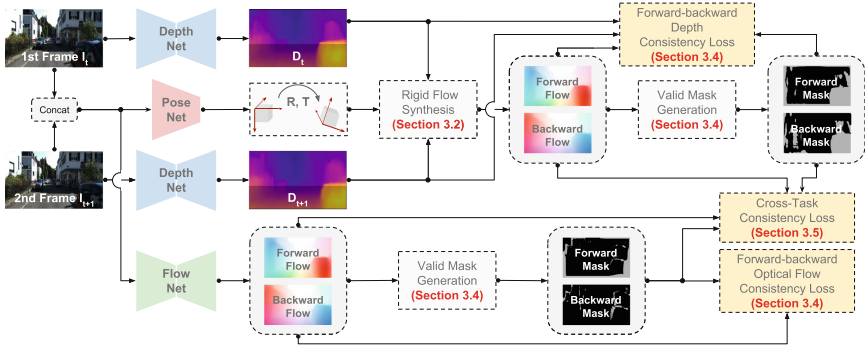 1st Frame I_t
Depth
Net
D_t
Forward-backward
Depth
Consistency Loss
(Section 3.4)
Concat
Pose
Net
R, T
Rigid Flow
Synthesis
(Section 3.2)
Forward
Flow
Backward
Flow
Valid Mask
Generation
(Section 3.4)
Forward
Mask
Backward
Mask
2nd Frame I_t+1
Depth
Net
D_t+1
Cross-Task
Consistency Loss
(Section 3.5)
Flow
Net
Forward
Flow
Backward
Flow
Valid Mask
Generation
(Section 3.4)
Forward
Mask
Backward
Mask
Forward-backward
Optical Flow
Consistency Loss
(Section 3.4)